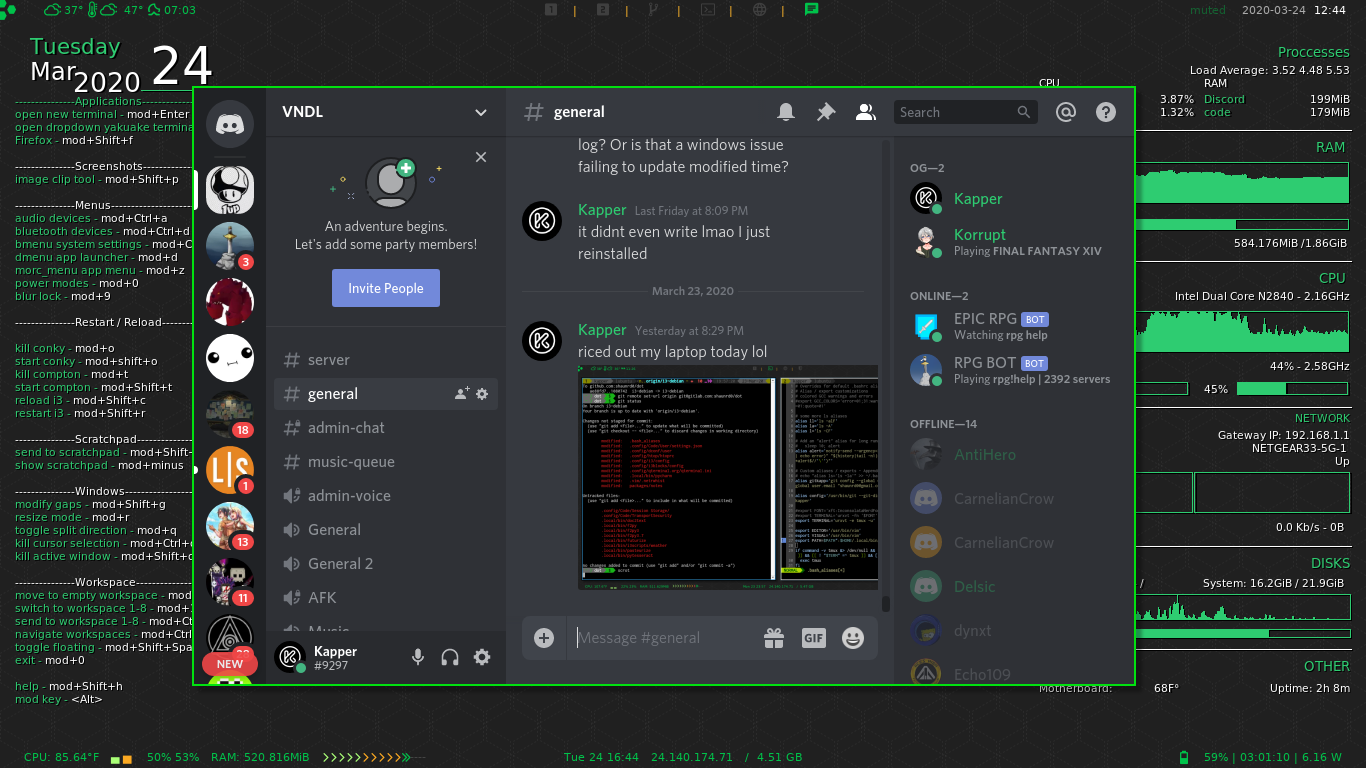 37° 47° 07:03
1 | 2 | | | |
muted 2020-03-24 12:44
Tuesday
Mar 2020 24
---------------Applications-----------
open new terminal - mod+Enter
open dropdown yakuake termina
Firefox - mod+Shift+f
---------------Screenshots-----------
image clip tool - mod+Shift+p
---------------Menus-----------
audio devices - mod+Ctrl+a
bluetooth devices - mod+Ctrl+d
bmenu system settings - mod+C
dmenu app launcher - mod+d
morc_menu app menu - mod+z
power modes - mod+0
blur lock - mod+9
---------------Restart / Reload-----------
kill conky - mod+o
start conky - mod+shift+o
kill compton - mod+t
start compton - mod+Shift+t
reload i3 - mod+Shift+c
restart i3 - mod+Shift+r
---------------Scratchpad-----------
send to scratchpad - mod+Shift+
show scratchpad - mod+minus
---------------Windows-----------
modify gaps - mod+Shift+g
resize mode - mod+r
toggle split direction - mod+q
kill cursor selection - mod+Ctrl+
kill active window - mod+Shift+
---------------Workspace-----------
move to empty workspace - mod
switch to workspace 1-8 - mod+
send to workspace 1-8 - mod+Ct
navigate workspaces - mod+Ctrl
toggle floating - mod+Shift+Spa
exit - mod+0
help - mod+Shift+h
mod key - <Alt>
1up
3
18
LIS
1
13
11
NEW
VNDL
An adventure begins.
Let's add some party members!
Invite People
server
general
admin-chat
music-queue
admin-voice
General
General 2
AFK
Music
Kapper
#9297
# general
Search
log? Or is that a windows issue
failing to update modified time?
Kapper Last Friday at 8:09 PM
it didnt even write lmao I just
reinstalled
March 23, 2020
Kapper Yesterday at 8:29 PM
riced out my laptop today lol
Message #general
GIF
OG—2
Kapper
Korrupt
Playing FINAL FANTASY XIV
ONLINE—2
EPIC RPG BOT
Watching rpg help
RPG BOT BOT
Playing rpg!help | 2392 servers
OFFLINE—14
AntiHero
CarnelianCrow
CarnelianCrow
Delsic
dynxt
Echo109
Proccesses
Load Average: 3.52 4.48 5.53
CPU RAM
3.87% Discord 199MiB
1.32% code 179MiB
RAM
584.176MiB /1.86GiB
CPU
Intel Dual Core N2840 - 2.16GHz
44% - 2.58GHz
45%
NETWORK
Gateway IP: 192.168.1.1
NETGEAR33-5G-1
Up
0.0 Kb/s - 0B
DISKS
/ System: 16.2GiB / 21.9GiB
OTHER
Motherboard: 68F° Uptime: 2h 8m
CPU: 85.64°F 50% 53% RAM: 520.816MiB
Tue 24 16:44 24.140.174.71 / 4.51 GB
59% | 03:01:10 | 6.16 W